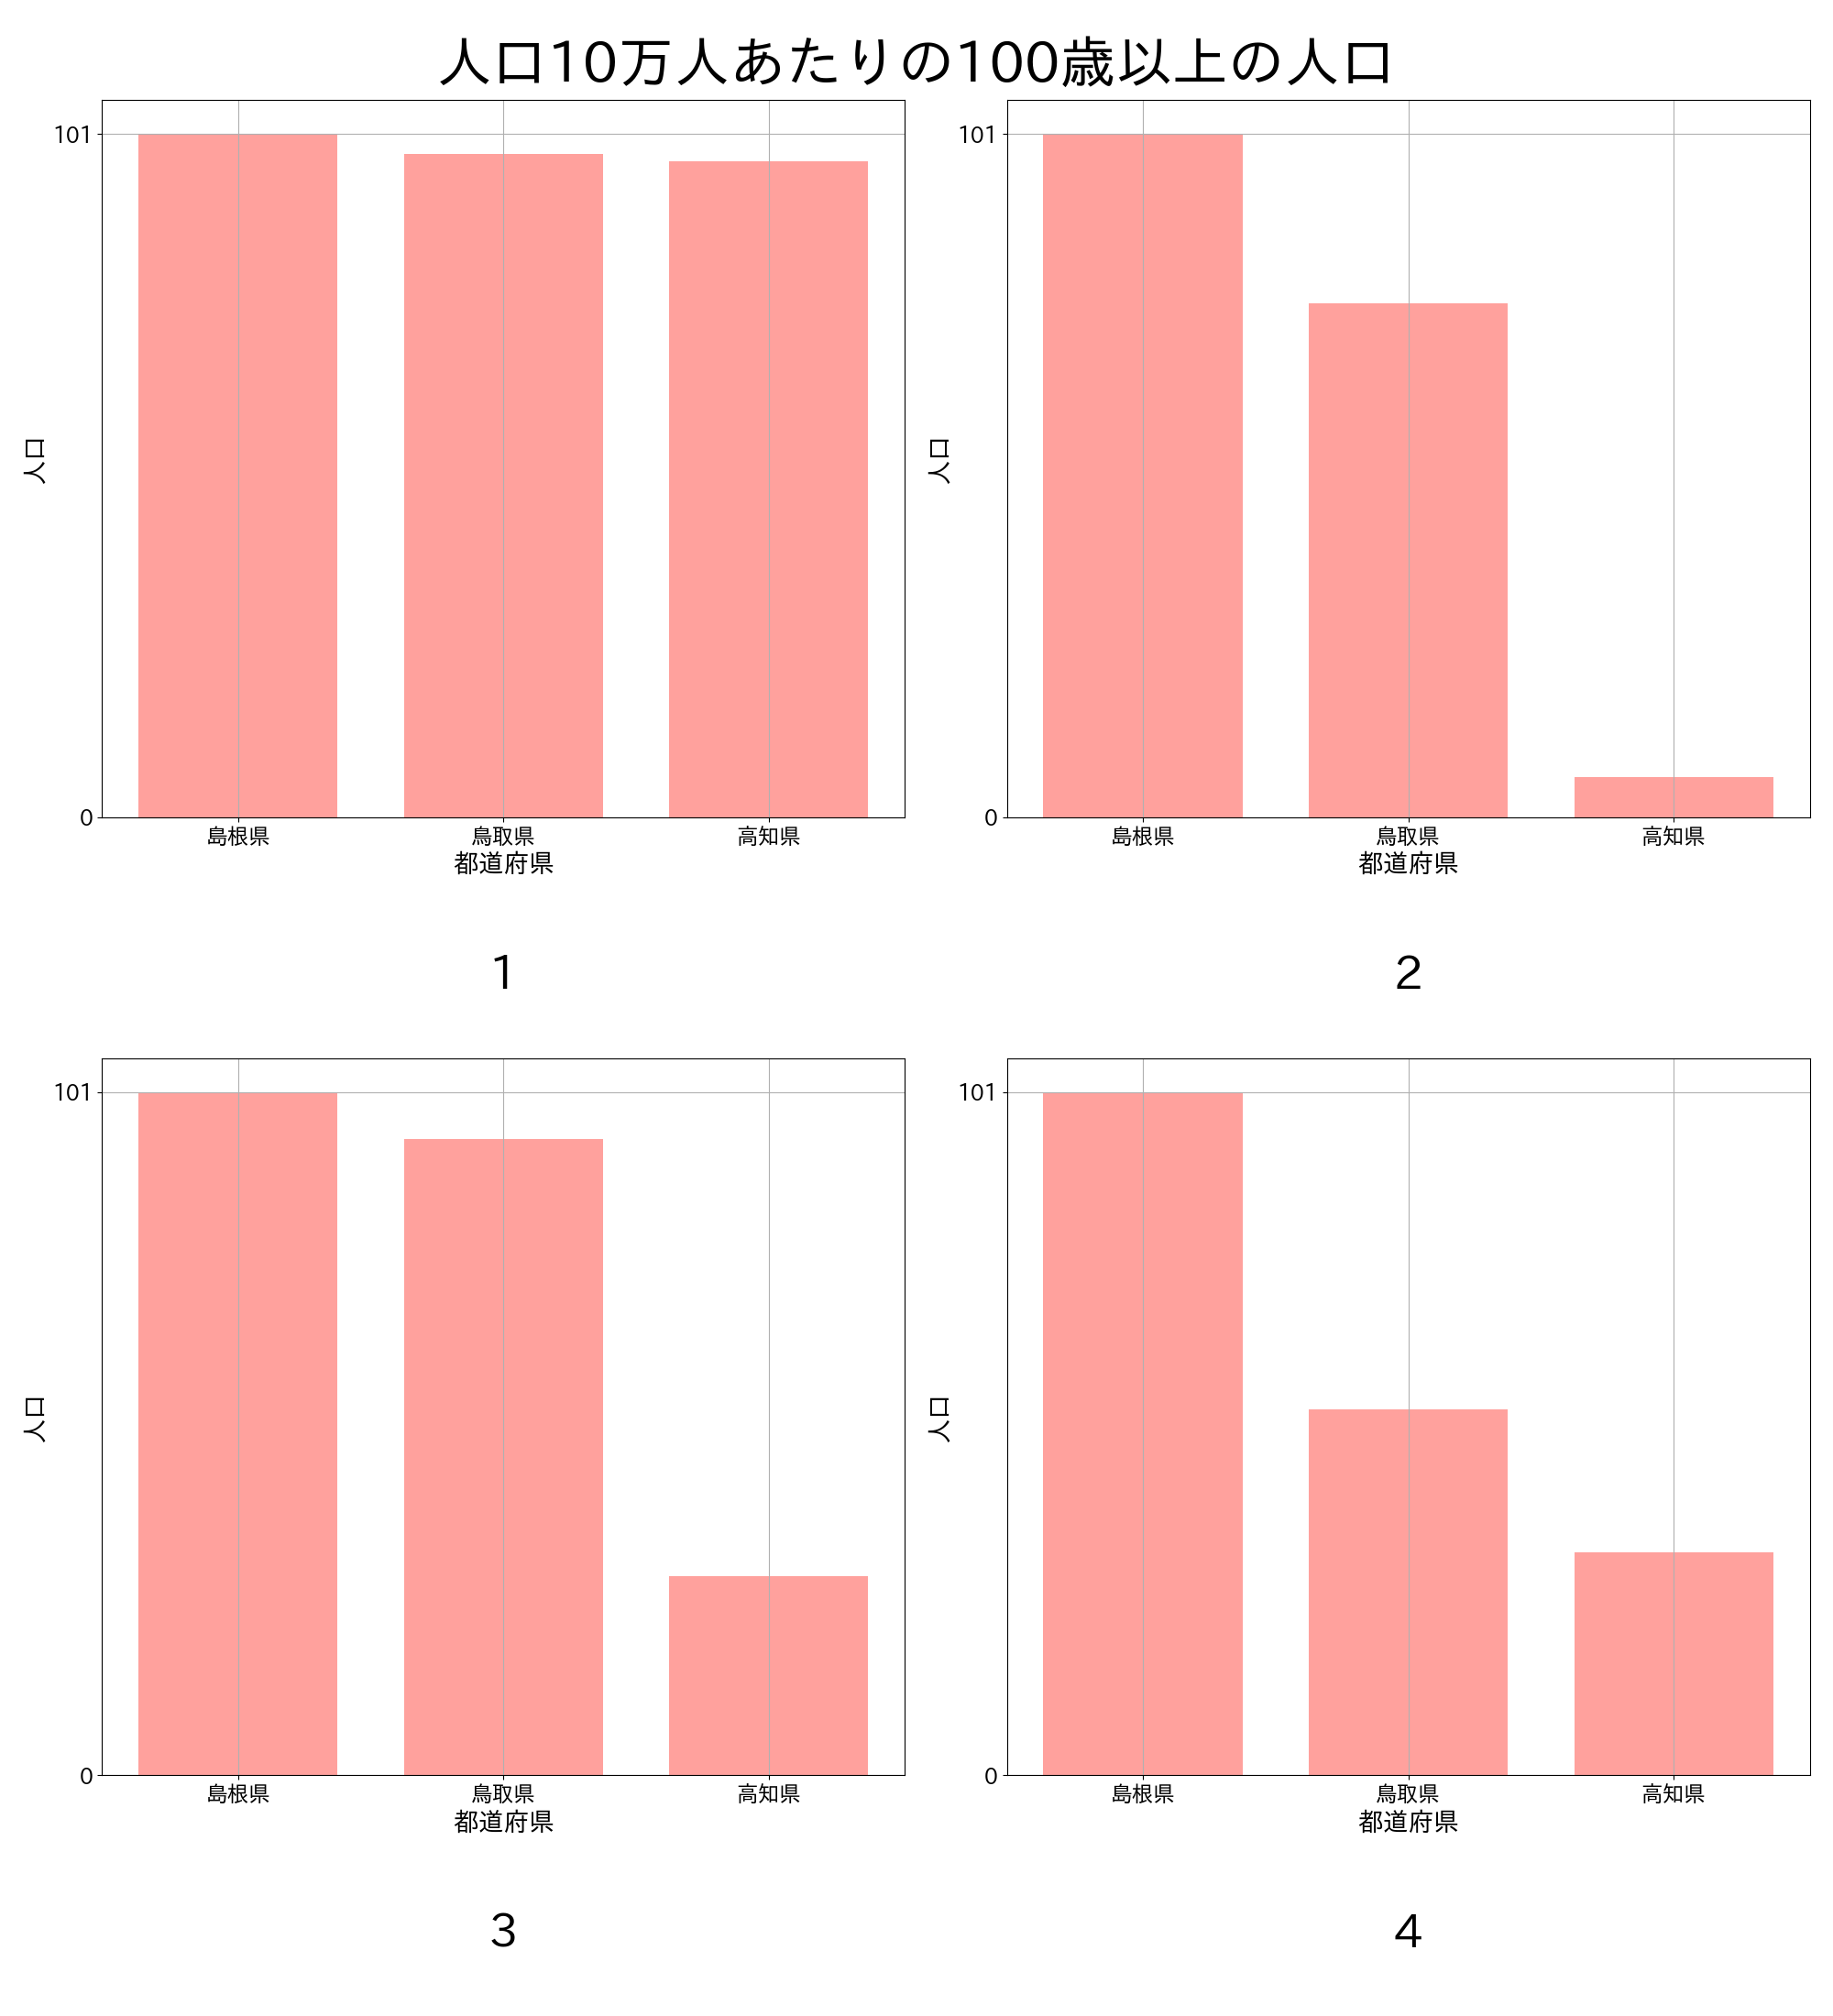 人口10万人あたりの100歳以上の人口
101
0
人口
島根県 鳥取県 高知県
都道府県
1
101
0
人口
島根県 鳥取県 高知県
都道府県
2
101
0
人口
島根県 鳥取県 高知県
都道府県
3
101
0
人口
島根県 鳥取県 高知県
都道府県
4